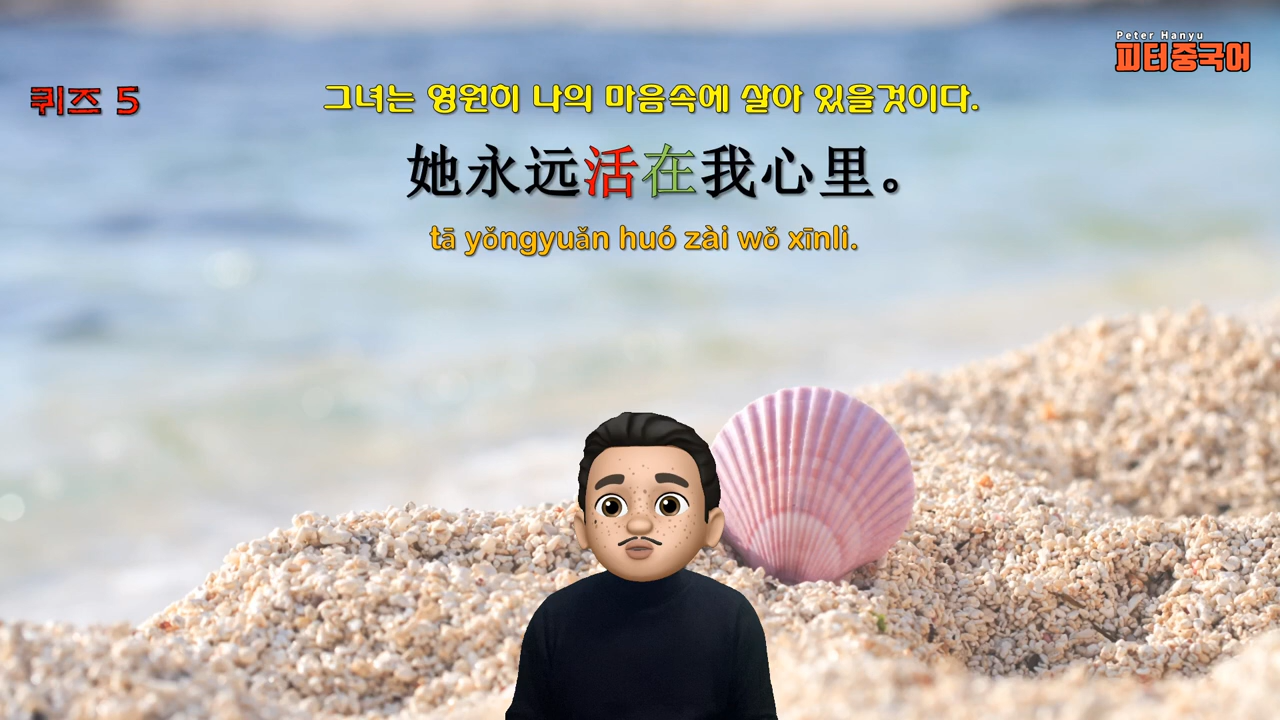 Peter Hanyu
피터 중국어
퀴즈 5
그녀는 영원히 나의 마음속에 살아 있을것이다.
她永远活在我心里。
tā yǒngyuǎn huó zài wǒ xīnli.